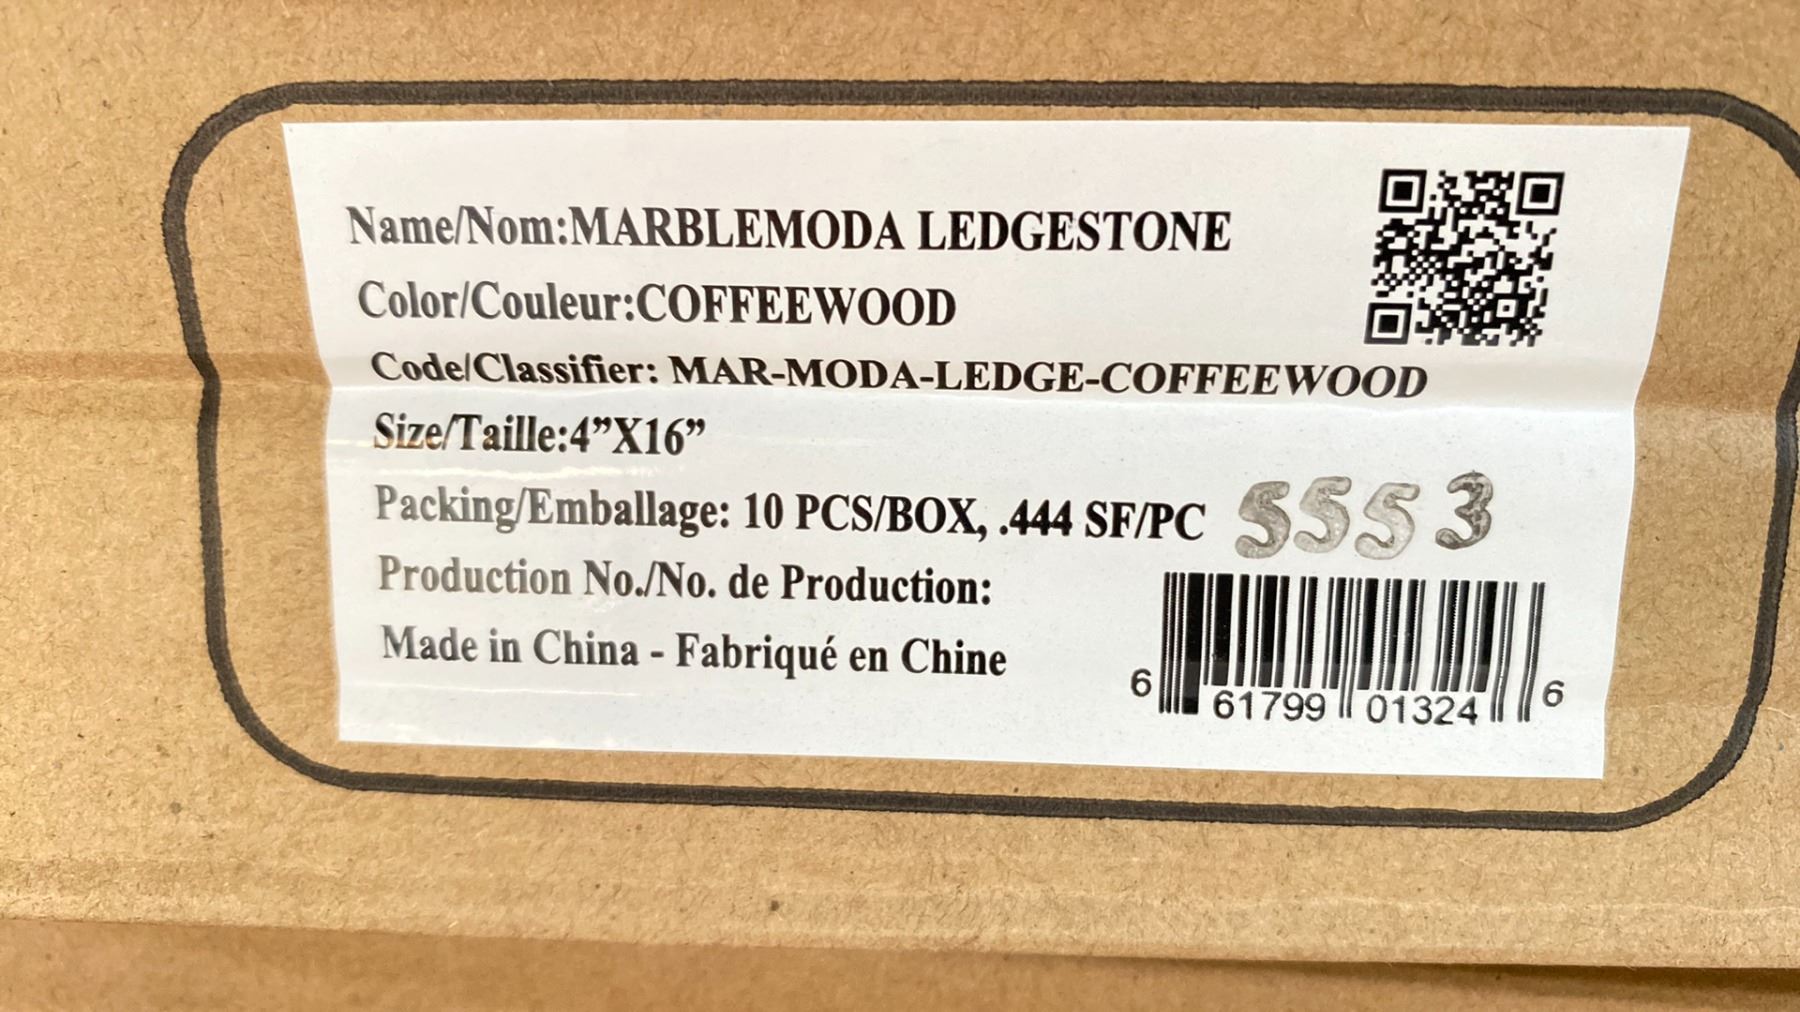 Name/Nom:MARBLEMODA LEDGESTONE
Color/Couleur:COFFEEWOOD
Code/Classifier: MAR-MODA-LEDGE-COFFEEWOOD
Size/Taille:4”X16”
Packing/Emballage: 10 PCS/BOX, .444 SF/PC
5553
Production No./No. de Production:
Made in China - Fabriqué en Chine
6 61799 01324 6